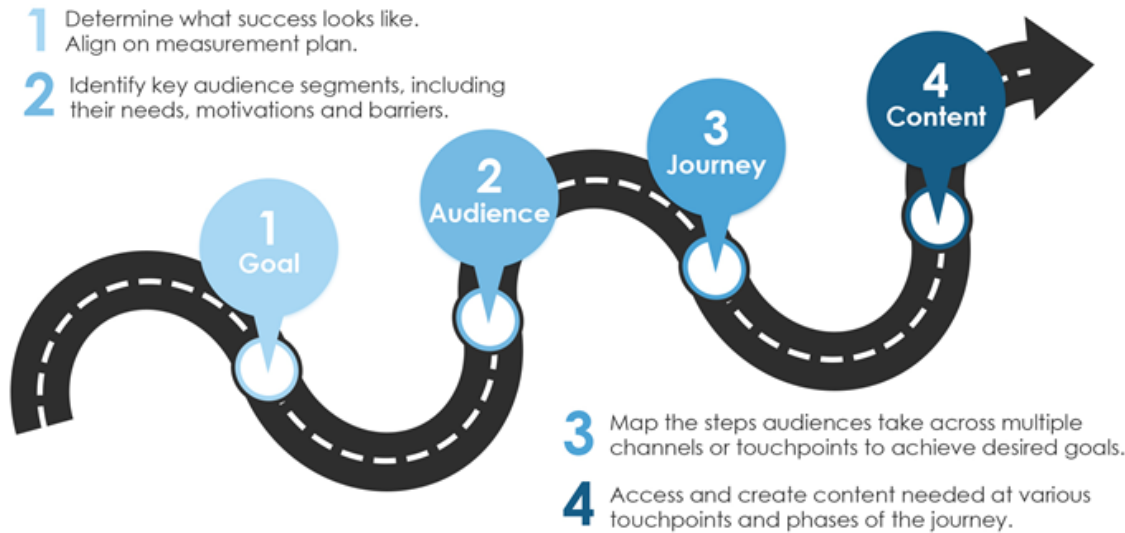 1 Determine what success looks like.
Align on measurement plan.
2 Identify key audience segments, including
their needs, motivations and barriers.
1
Goal
2
Audience
3
Journey
4
Content
3 Map the steps audiences take across multiple
channels or touchpoints to achieve desired goals.
4 Access and create content needed at various
touchpoints and phases of the journey.